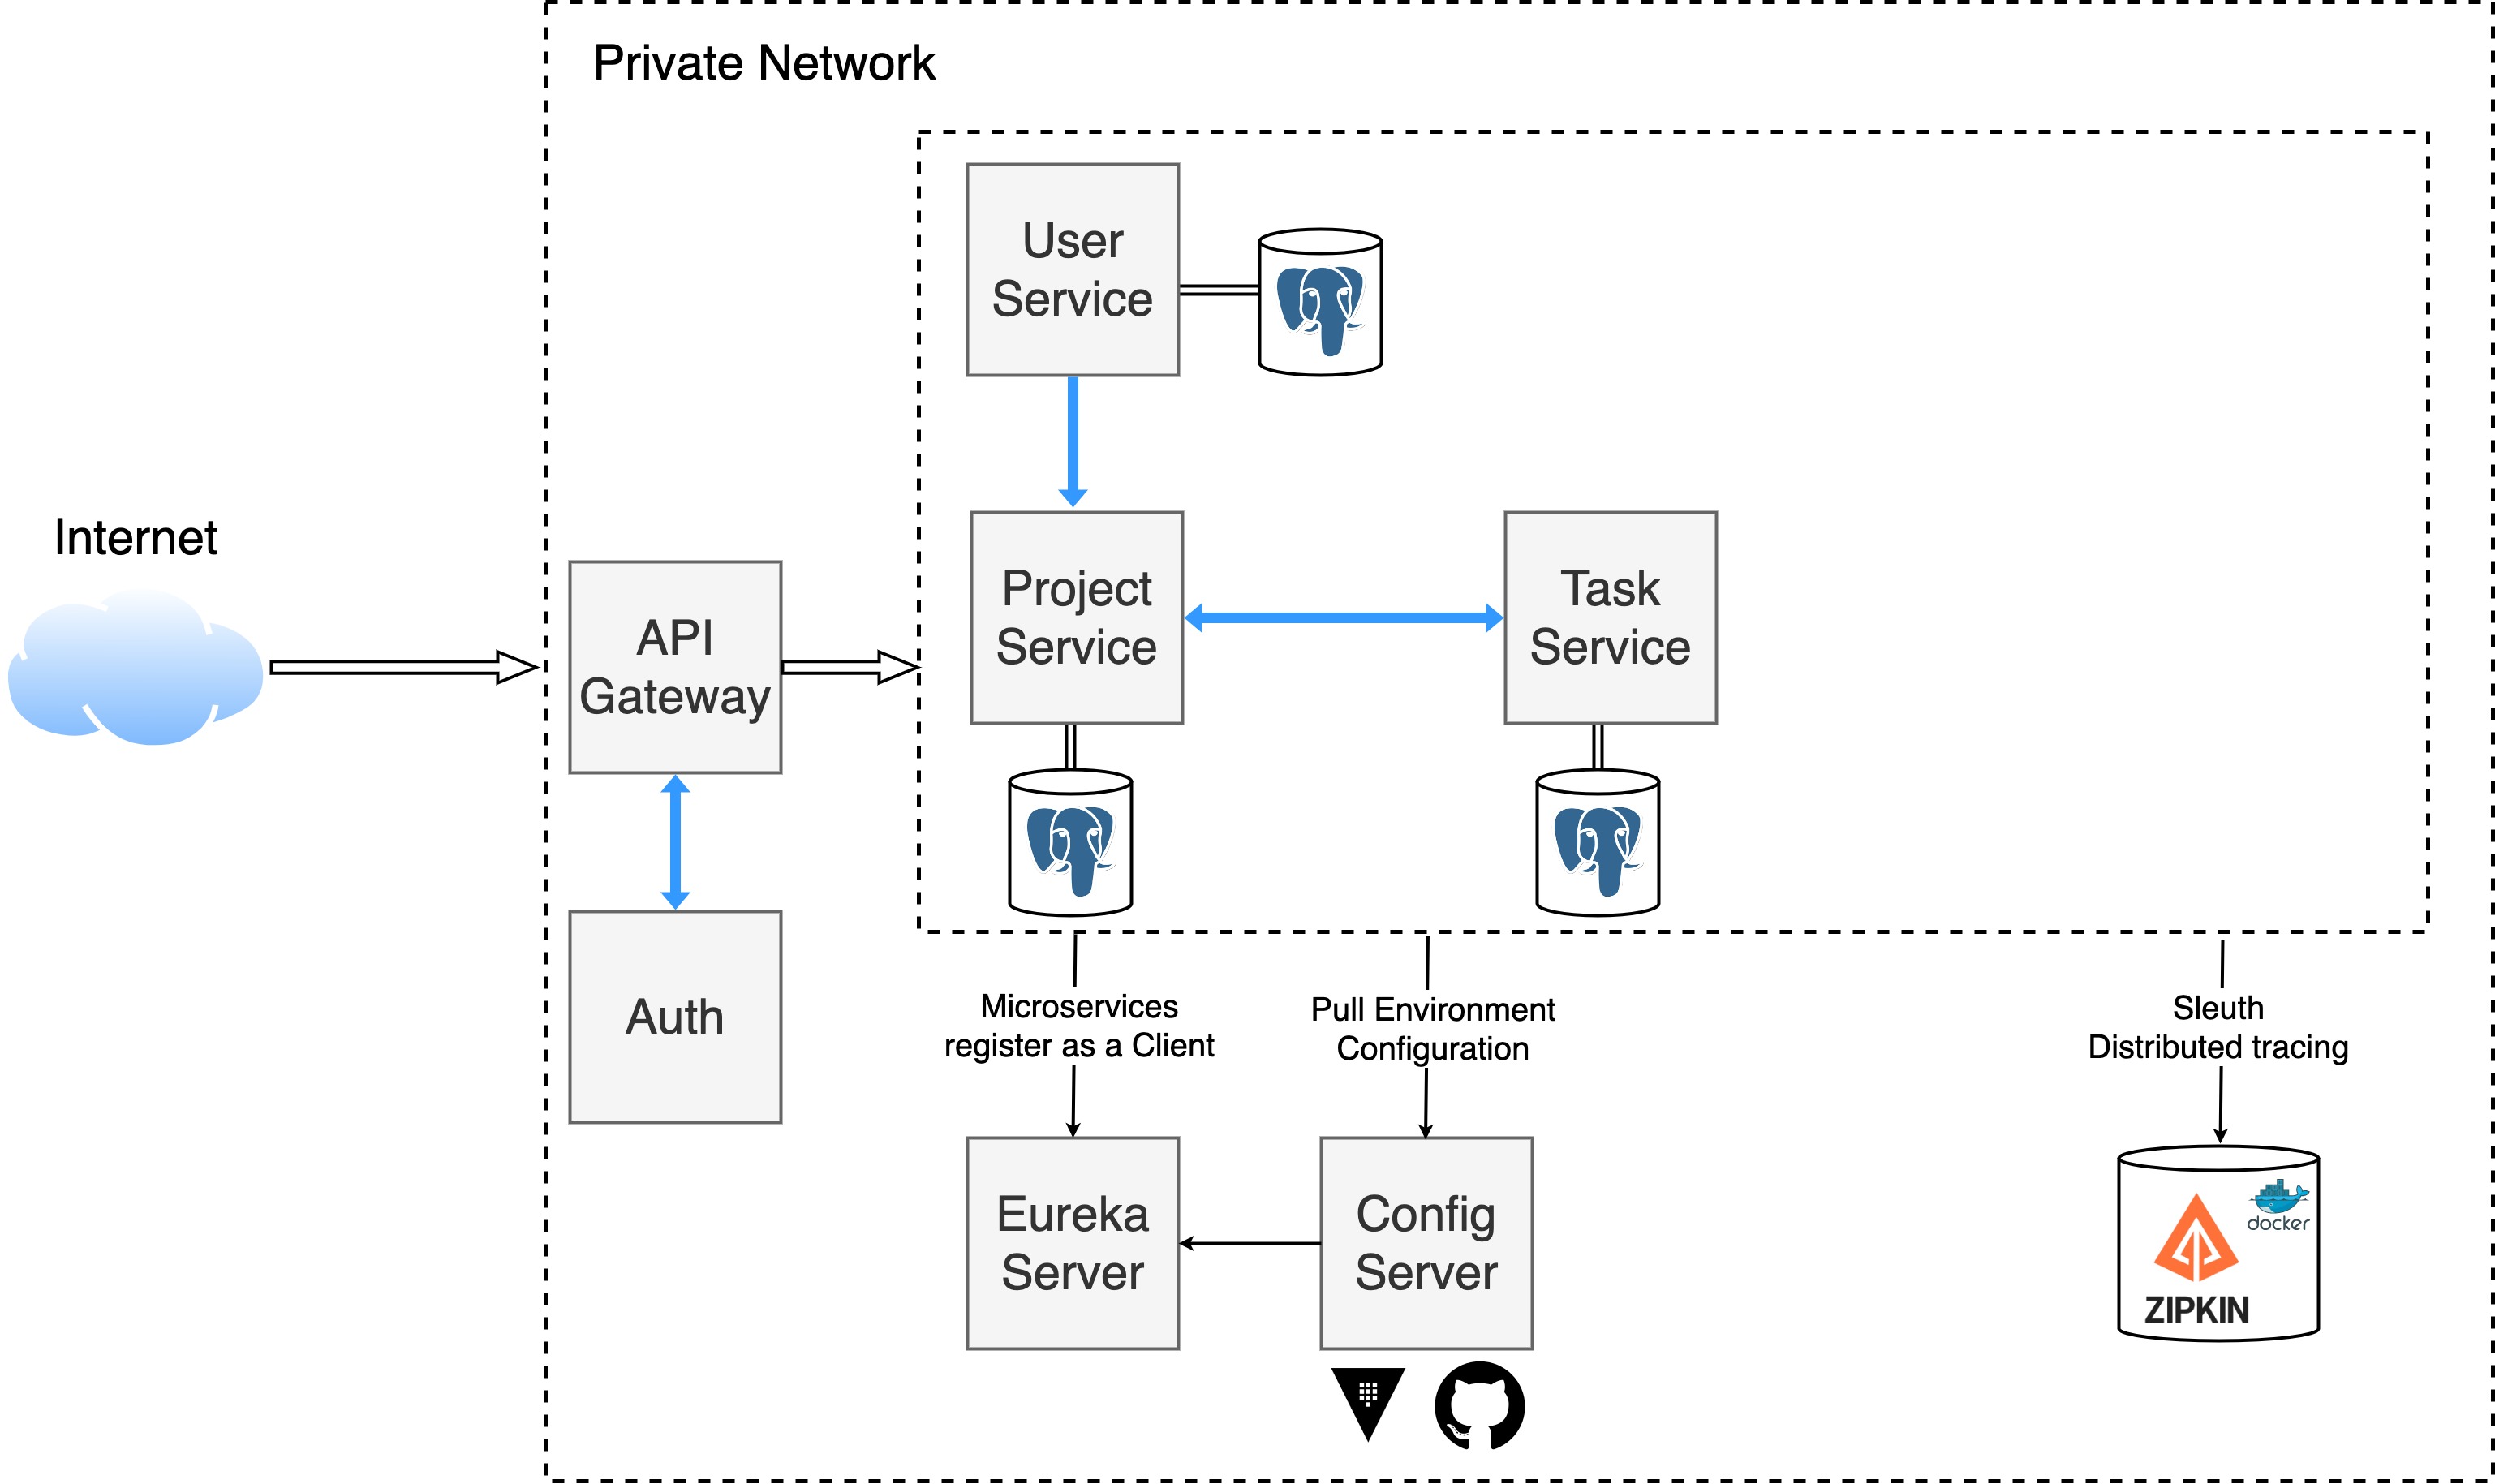 Private Network
User
Service
Internet
Project
Service
Task
Service
API
Gateway
Auth
Microservices
register as a Client
Pull Environment
Configuration
Sleuth
Distributed tracing
Eureka
Server
Config
Server
docker
ZIPKIN